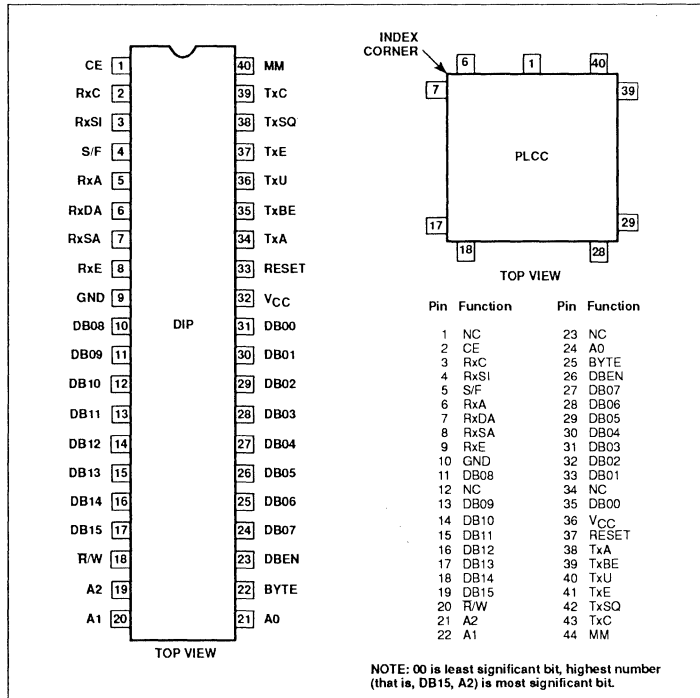 CE 1
RxC 2
RxSI 3
S/F 4
RxA 5
RxDA 6
RxSA 7
RxE 8
GND 9
DB08 10
DB09 11
DB10 12
DB11 13
DB12 14
DB13 15
DB14 16
DB15 17
R̅/W 18
A2 19
A1 20
DIP
40 MM
39 TxC
38 TxSQ
37 TxE
36 TxU
35 TxBE
34 TxA
33 RESET
32 VCC
31 DB00
30 DB01
29 DB02
28 DB03
27 DB04
26 DB05
25 DB06
24 DB07
23 DBEN
22 BYTE
21 A0
TOP VIEW
INDEX
CORNER
6 1 40
7 39
PLCC
17 29
18 28
TOP VIEW
Pin Function Pin Function
1 NC 23 NC
2 CE 24 A0
3 RxC 25 BYTE
4 RxSI 26 DBEN
5 S/F 27 DB07
6 RxA 28 DB06
7 RxDA 29 DB05
8 RxSA 30 DB04
9 RxE 31 DB03
10 GND 32 DB02
11 DB08 33 DB01
12 NC 34 NC
13 DB09 35 DB00
14 DB10 36 VCC
15 DB11 37 RESET
16 DB12 38 TxA
17 DB13 39 TxBE
18 DB14 40 TxU
19 DB15 41 TxE
20 R̅/W 42 TxSQ
21 A2 43 TxC
22 A1 44 MM
NOTE: 00 is least significant bit, highest number
(that is, DB15, A2) is most significant bit.